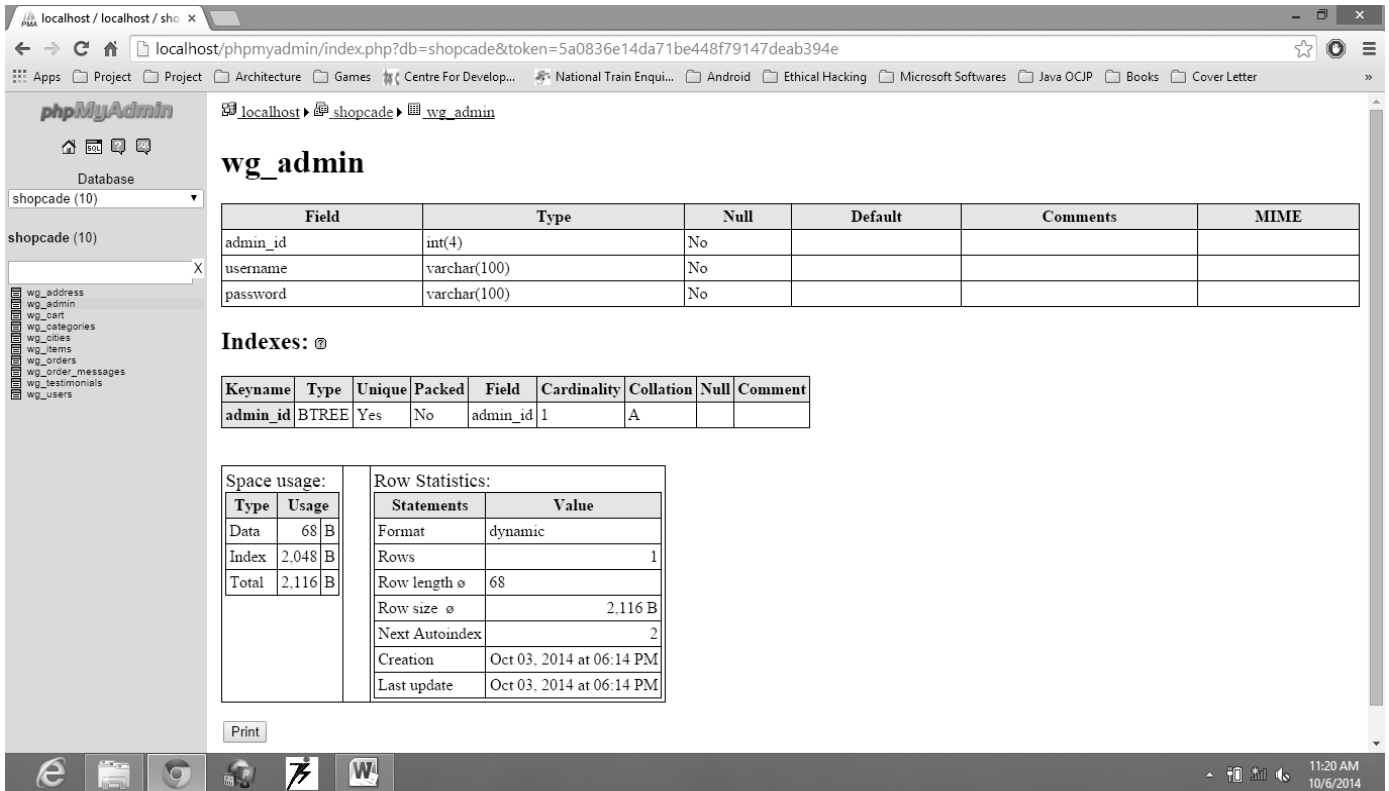 localhost / localhost / sho ×
localhost/phpmyadmin/index.php?db=shopcade&token=5a0836e14da71be448f79147deab394e
Apps Project Project Architecture Games Centre For Develop... National Train Enqui... Android Ethical Hacking Microsoft Softwares Java OCJP Books Cover Letter »
phpMyAdmin
Database
shopcade (10)
shopcade (10)
X
wg_address
wg_admin
wg_cart
wg_categories
wg_cities
wg_items
wg_orders
wg_order_messages
wg_testimonials
wg_users
localhost ▸ shopcade ▸ wg_admin
wg_admin
Field Type Null Default Comments MIME
admin_id int(4) No
username varchar(100) No
password varchar(100) No
Indexes:
Keyname Type Unique Packed Field Cardinality Collation Null Comment
admin_id BTREE Yes No admin_id 1 A
Space usage:
Type Usage
Data 68 B
Index 2,048 B
Total 2,116 B
Row Statistics:
Statements Value
Format dynamic
Rows 1
Row length ø 68
Row size ø 2,116 B
Next Autoindex 2
Creation Oct 03, 2014 at 06:14 PM
Last update Oct 03, 2014 at 06:14 PM
Print
11:20 AM
10/6/2014